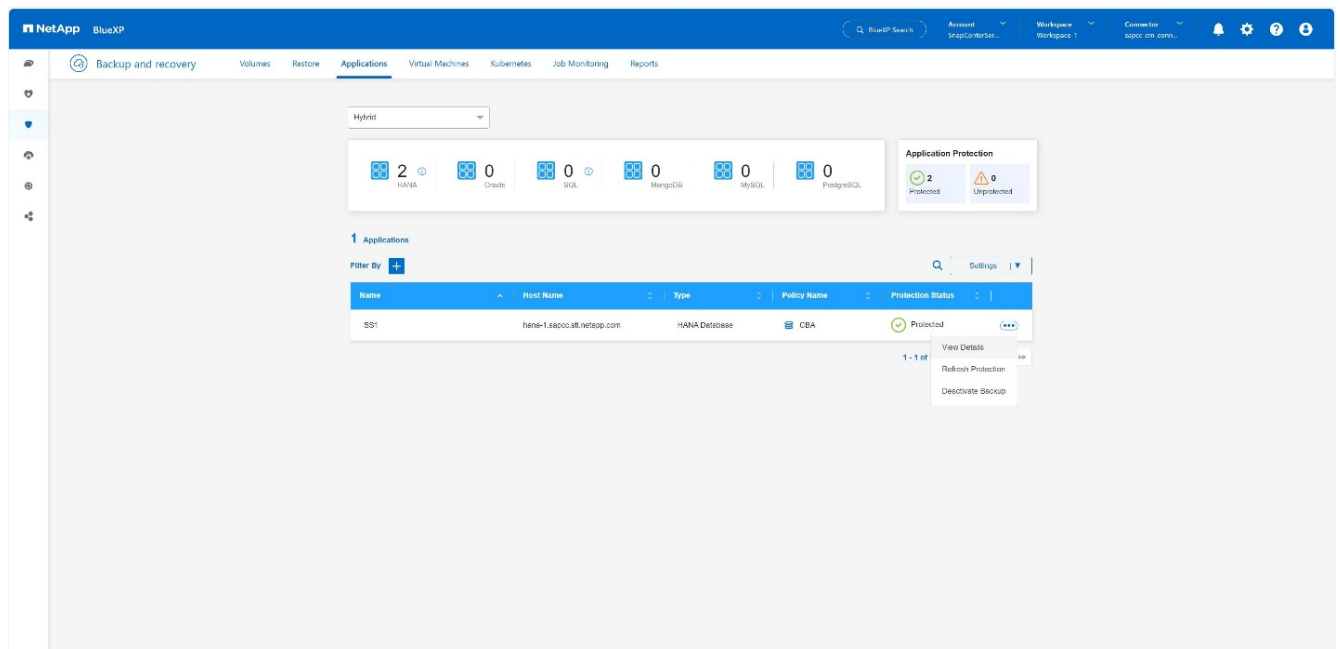 NetApp BlueXP BlueXP Search Account Workspace Connector
SnapCenterSer... Workspace-1 sapcc-cm-conn...
Backup and recovery Volumes Restore Applications Virtual Machines Kubernetes Job Monitoring Reports
Hybrid
2 0 0 0 0 0
HANA Oracle SQL MongoDB MySQL PostgreSQL
Application Protection
2 0
Protected Unprotected
1 Applications
Filter By + Settings
Name Host Name Type Policy Name Protection Status
SS1 hana-1.sapcc.stl.netapp.com HANA Database CBA Protected
View Details
1 - 1 of >>
Refresh Protection
Deactivate Backup